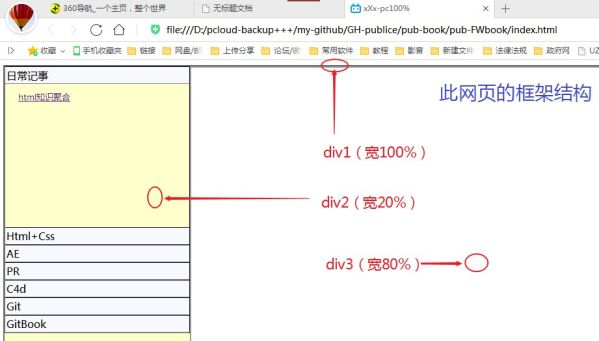 360导航_一个主页，整个世界
无标题文档
xXx-pc100%
file:///D:/pcloud-backup+++/my-github/GH-publice/pub-book/pub-FWbook/index.html
收藏 手机收藏夹 链接 网盘/邮 上传分享 论坛/微 常用软件 教程 影音 新建文件 法律法规 政府网 UZ
日常记事
html知识聚合
Html+Css
AE
PR
C4d
Git
GitBook
此网页的框架结构
div1（宽100%）
div2（宽20%）
div3（宽80%）